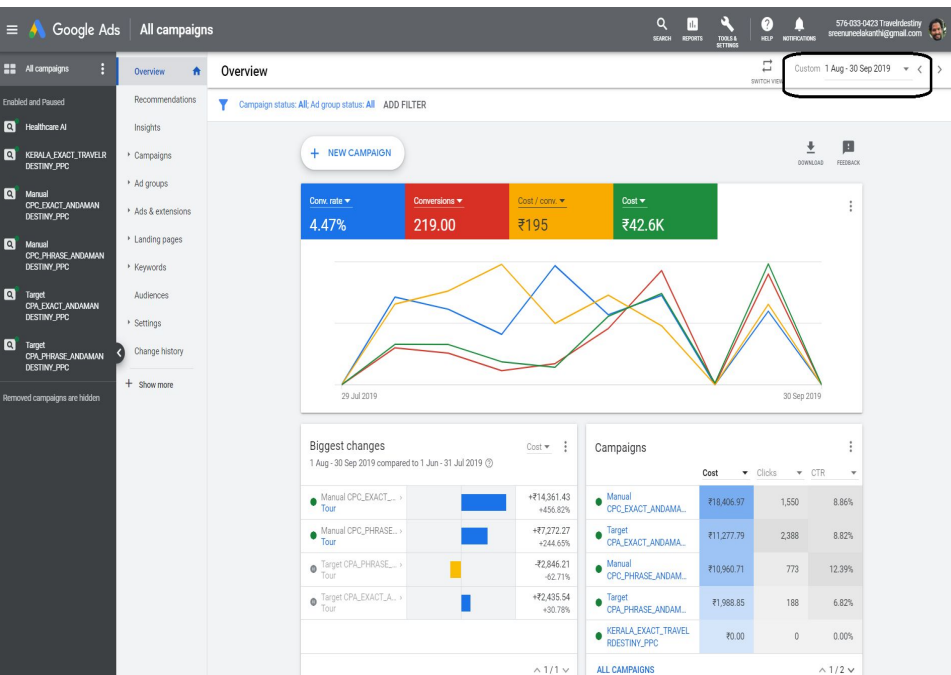 Google Ads | All campaigns
SEARCH
REPORTS
TOOLS & SETTINGS
HELP
NOTIFICATIONS
576-033-0423 Travelrdestiny
sreenuneelakanthi@gmail.com
All campaigns
Enabled and Paused
Healthcare AI
KERALA_EXACT_TRAVELR
DESTINY_PPC
Manual
CPC_EXACT_ANDAMAN
DESTINY_PPC
Manual
CPC_PHRASE_ANDAMAN
DESTINY_PPC
Target
CPA_EXACT_ANDAMAN
DESTINY_PPC
Target
CPA_PHRASE_ANDAMAN
DESTINY_PPC
Removed campaigns are hidden
Overview
Recommendations
Insights
Campaigns
Ad groups
Ads & extensions
Landing pages
Keywords
Audiences
Settings
Change history
+ Show more
Overview
SWITCH VIEW
Custom 1 Aug - 30 Sep 2019
Campaign status: All; Ad group status: All ADD FILTER
+ NEW CAMPAIGN
DOWNLOAD
FEEDBACK
Conv. rate
4.47%
Conversions
219.00
Cost / conv.
₹195
Cost
₹42.6K
29 Jul 2019
30 Sep 2019
Biggest changes
Cost
1 Aug - 30 Sep 2019 compared to 1 Jun - 31 Jul 2019
Manual CPC_EXACT_... ›
Tour
+₹14,361.43
+456.82%
Manual CPC_PHRASE... ›
Tour
+₹7,272.27
+244.65%
Target CPA_PHRASE_... ›
Tour
-₹2,846.21
-62.71%
Target CPA_EXACT_A... ›
Tour
+₹2,435.54
+30.78%
1 / 1
Campaigns
Cost Clicks CTR
Manual
CPC_EXACT_ANDAMA...
₹18,406.97 1,550 8.86%
Target
CPA_EXACT_ANDAMA...
₹11,277.79 2,388 8.82%
Manual
CPC_PHRASE_ANDAM...
₹10,960.71 773 12.39%
Target
CPA_PHRASE_ANDAM...
₹1,988.85 188 6.82%
KERALA_EXACT_TRAVEL
RDESTINY_PPC
₹0.00 0 0.00%
ALL CAMPAIGNS
1 / 2